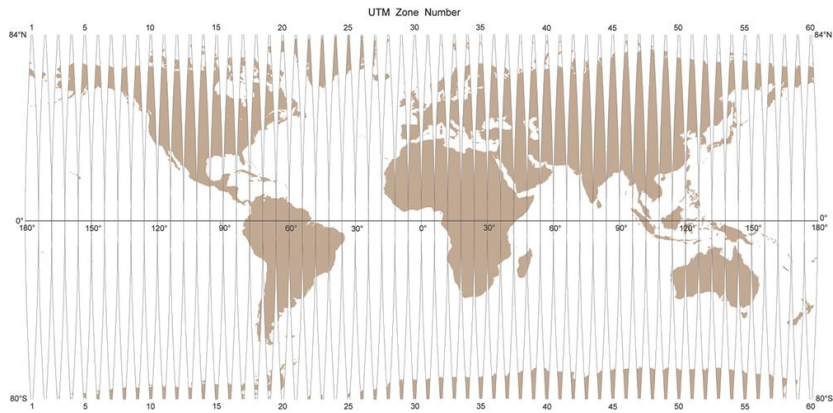 UTM Zone Number
1 5 10 15 20 25 30 35 40 45 50 55 60
84°N 84°N
0° 0°
180° 150° 120° 90° 60° 30° 0° 30° 60° 90° 120° 150° 180°
80°S 80°S
1 5 10 15 20 25 30 35 40 45 50 55 60